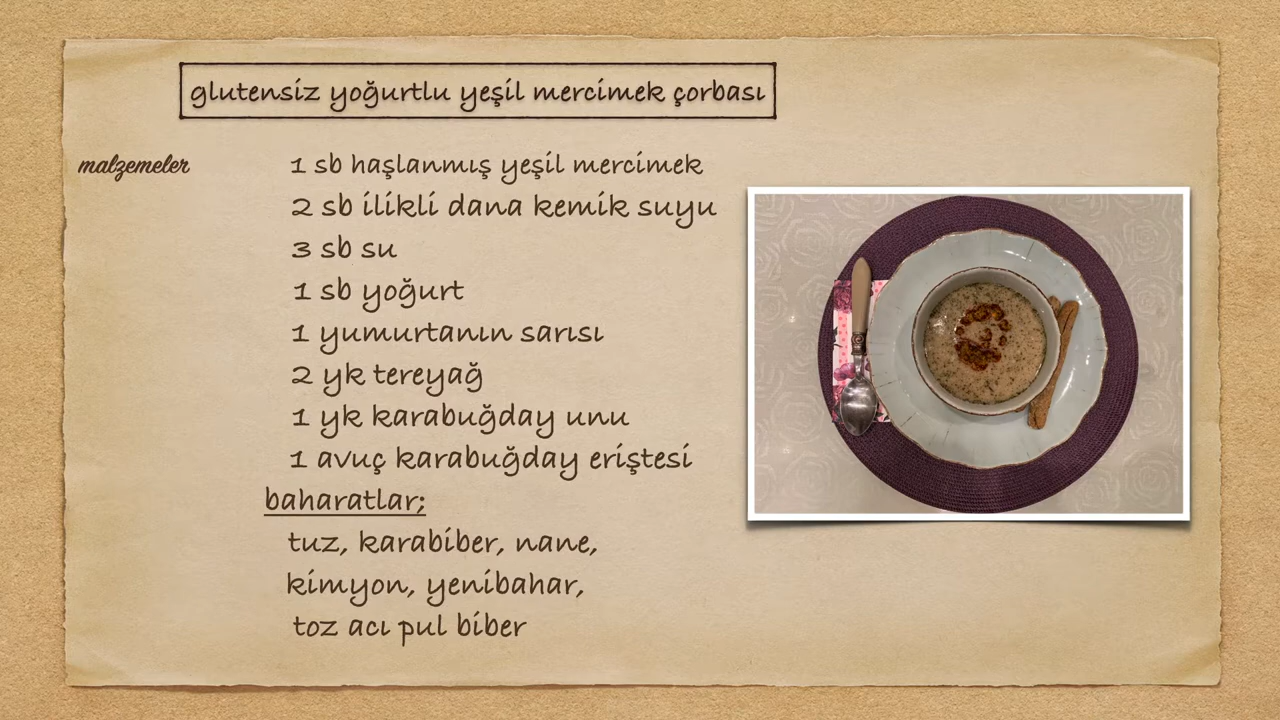 glutensiz yoğurtlu yeşil mercimek çorbası
malzemeler
1 sb haşlanmış yeşil mercimek
2 sb ilikli dana kemik suyu
3 sb su
1 sb yoğurt
1 yumurtanın sarısı
2 yk tereyağ
1 yk karabuğday unu
1 avuç karabuğday eriştesi
baharatlar;
tuz, karabiber, nane,
kimyon, yenibahar,
toz acı pul biber